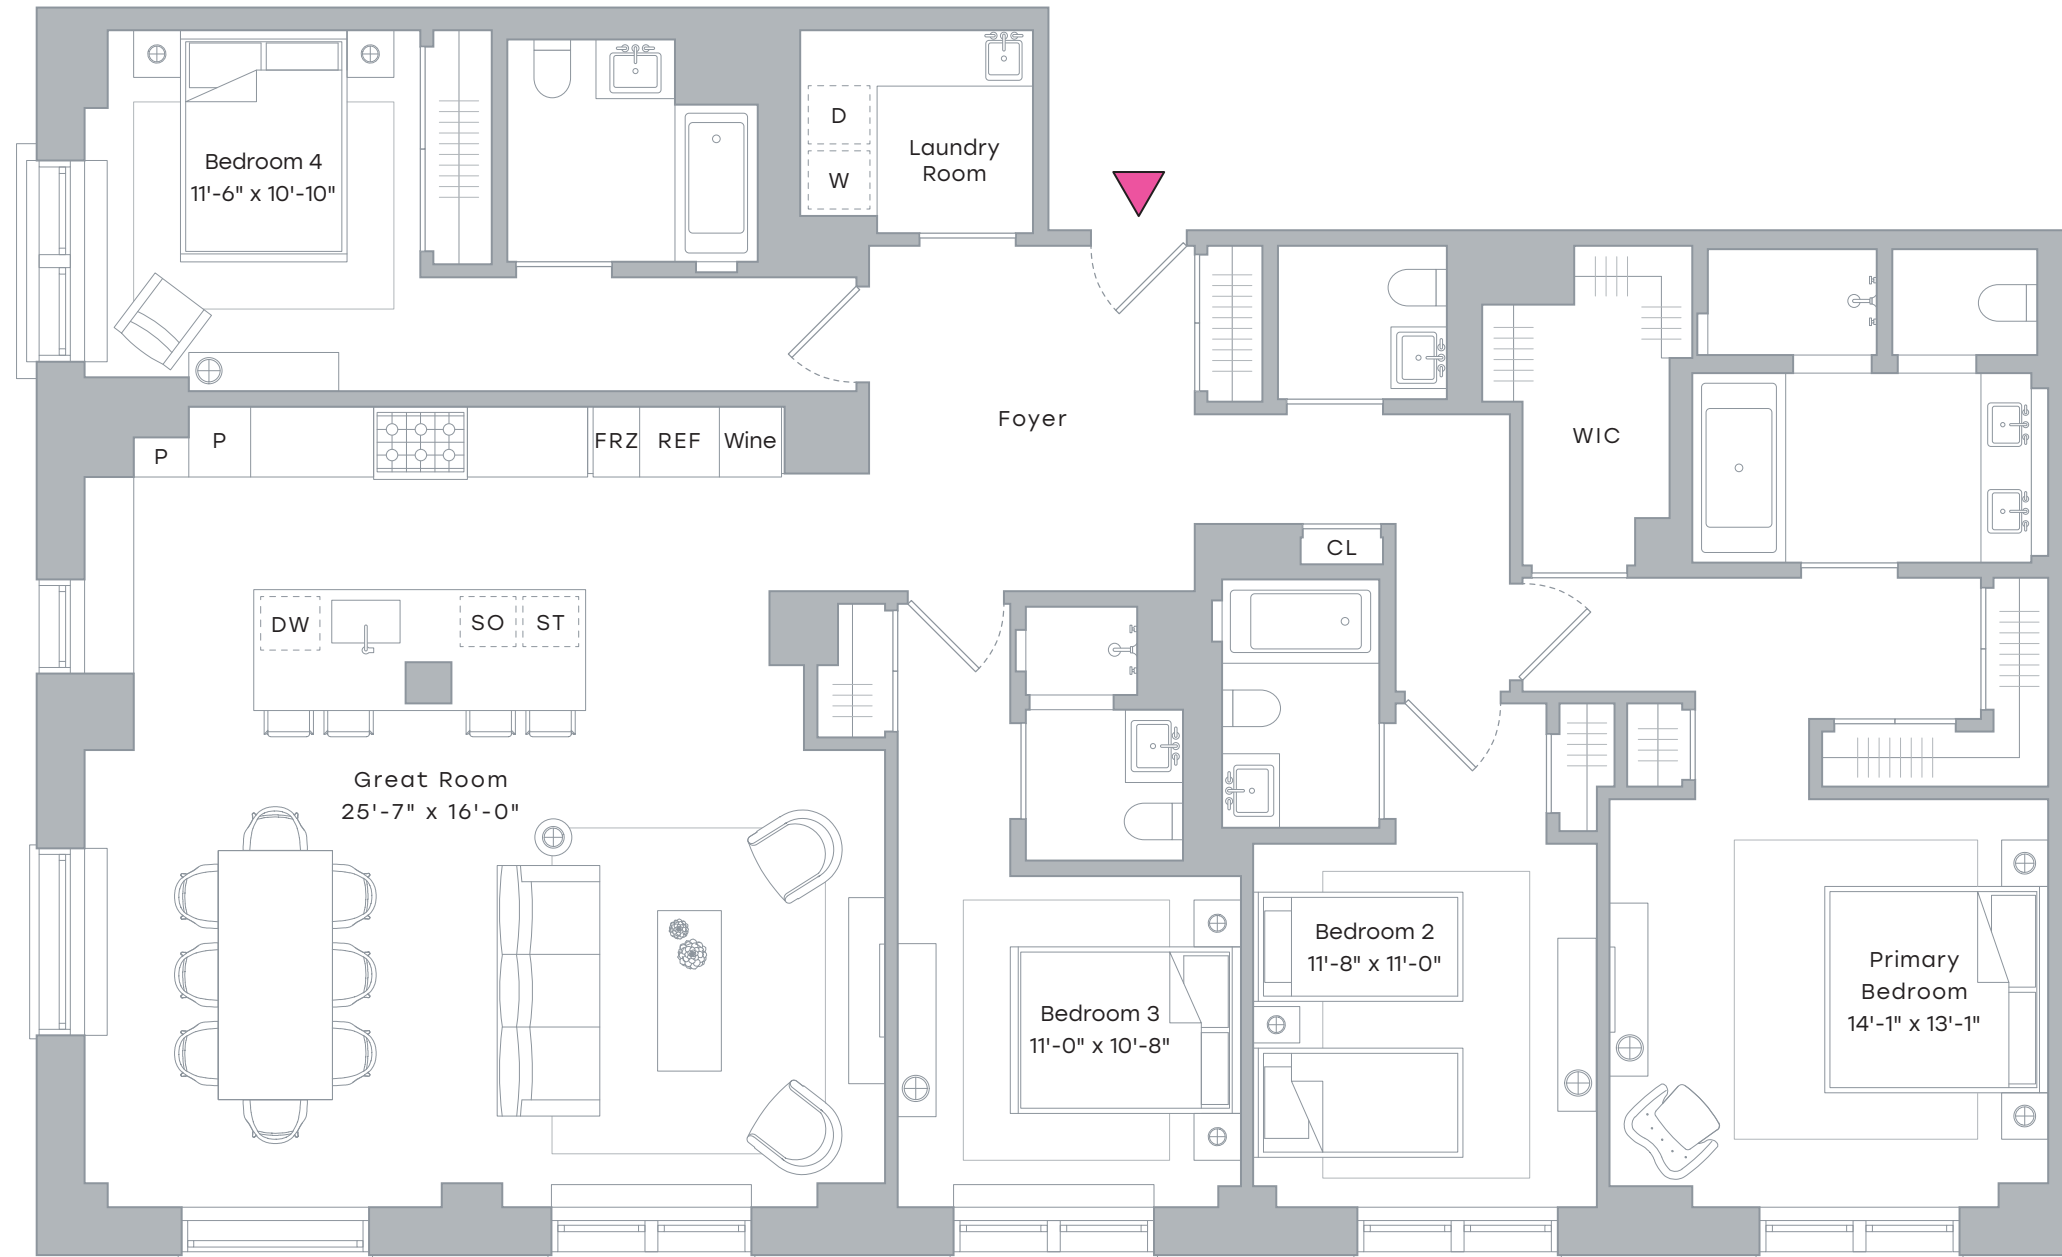 Bedroom 4
11'-6" x 10'-10"
D
W
Laundry
Room
Foyer
WIC
P
P
FRZ
REF
Wine
CL
DW
SO
ST
Great Room
25'-7" x 16'-0"
Bedroom 3
11'-0" x 10'-8"
Bedroom 2
11'-8" x 11'-0"
Primary
Bedroom
14'-1" x 13'-1"